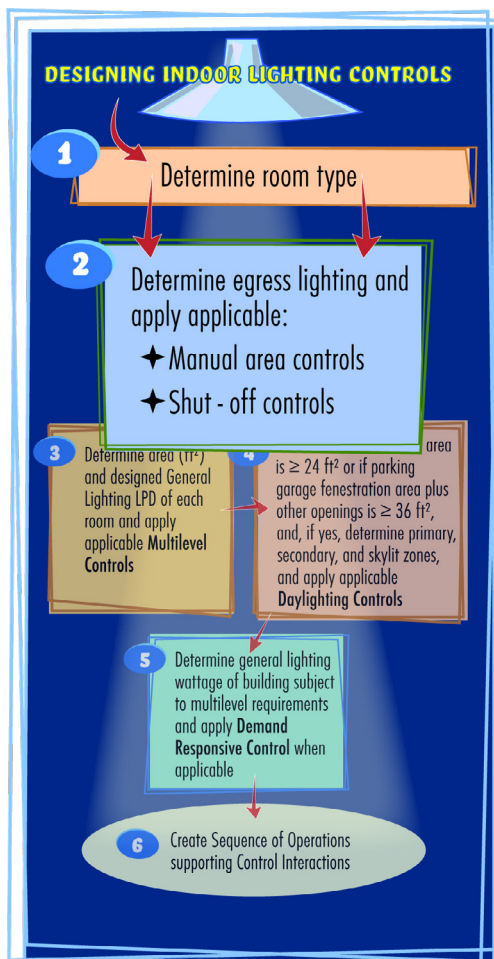 DESIGNING INDOOR LIGHTING CONTROLS
1
Determine room type
2
Determine egress lighting and
apply applicable:
Manual area controls
Shut - off controls
3
Determine area (ft²)
and designed General
Lighting LPD of each
room and apply
applicable Multilevel
Controls
4
area
is ≥ 24 ft² or if parking
garage fenestration area plus
other openings is ≥ 36 ft²,
and, if yes, determine primary,
secondary, and skylit zones,
and apply applicable
Daylighting Controls
5
Determine general lighting
wattage of building subject
to multilevel requirements
and apply Demand
Responsive Control when
applicable
6
Create Sequence of Operations
supporting Control Interactions